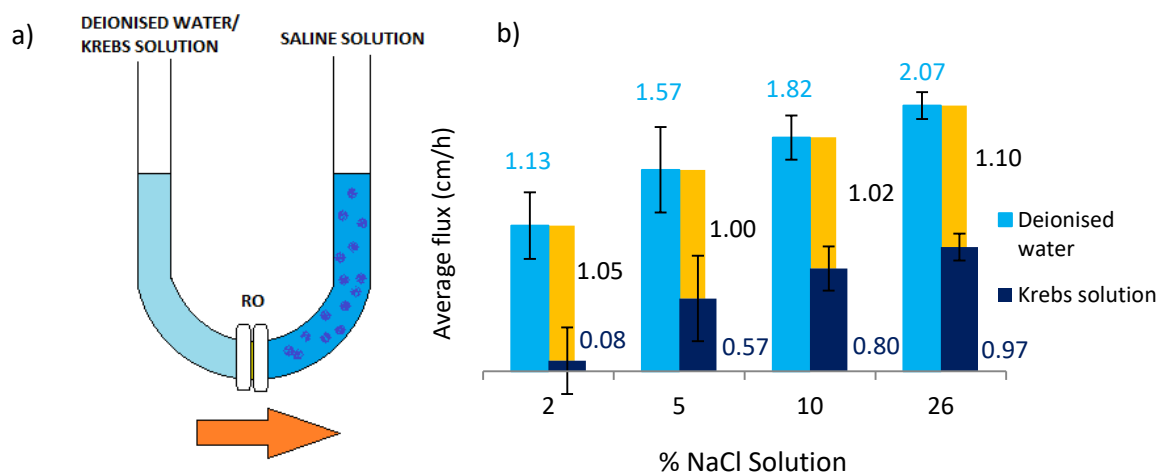 a)
DEIONISED WATER/
KREBS SOLUTION
SALINE SOLUTION
RO
b)
Average flux (cm/h)
1.13
1.05
0.08
1.57
1.00
0.57
1.82
1.02
0.80
2.07
1.10
0.97
2
5
10
26
% NaCl Solution
Deionised
water
Krebs solution